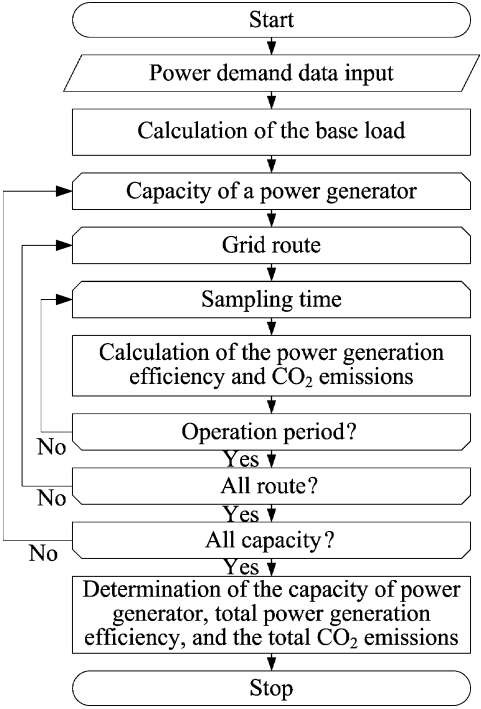 Start
Power demand data input
Calculation of the base load
Capacity of a power generator
Grid route
Sampling time
Calculation of the power generation
efficiency and CO₂ emissions
Operation period?
No
Yes
All route?
No
Yes
All capacity?
No
Yes
Determination of the capacity of power
generator, total power generation
efficiency, and the total CO₂ emissions
Stop